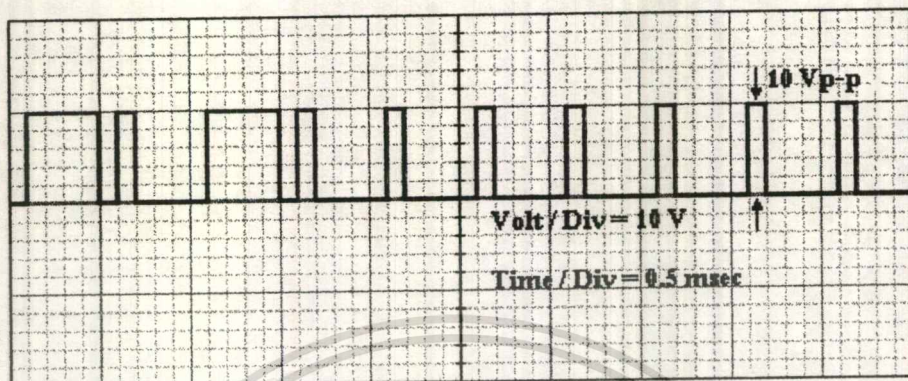 10 Vp-p
Volt / Div = 10 V
Time / Div = 0.5 msec